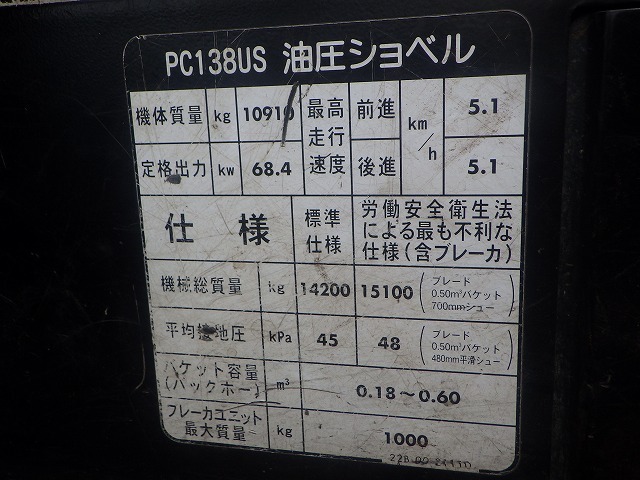 PC138US 油圧ショベル
機体質量 kg 10910 最高走行速度 前進 km/h 5.1
定格出力 kw 68.4 後進 5.1
仕様 標準仕様 労働安全衛生法による最も不利な仕様(含ブレーカ)
機械総質量 kg 14200 15100 (ブレード 0.50m³バケット 700mmシュー)
平均接地圧 kPa 45 48 (ブレード 0.50m³バケット 480mm平滑シュー)
バケット容量(バックホー) m³ 0.18～0.60
ブレーカユニット最大質量 kg 1000